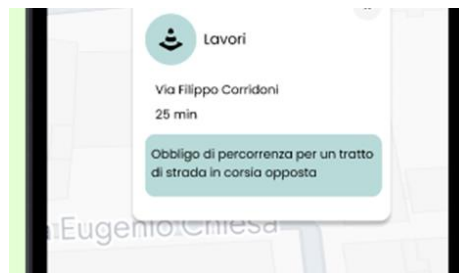 Lavori
Via Filippo Corridoni
25 min
Obbligo di percorrenza per un tratto
di strada in corsia opposta
Eugenio Chiesa